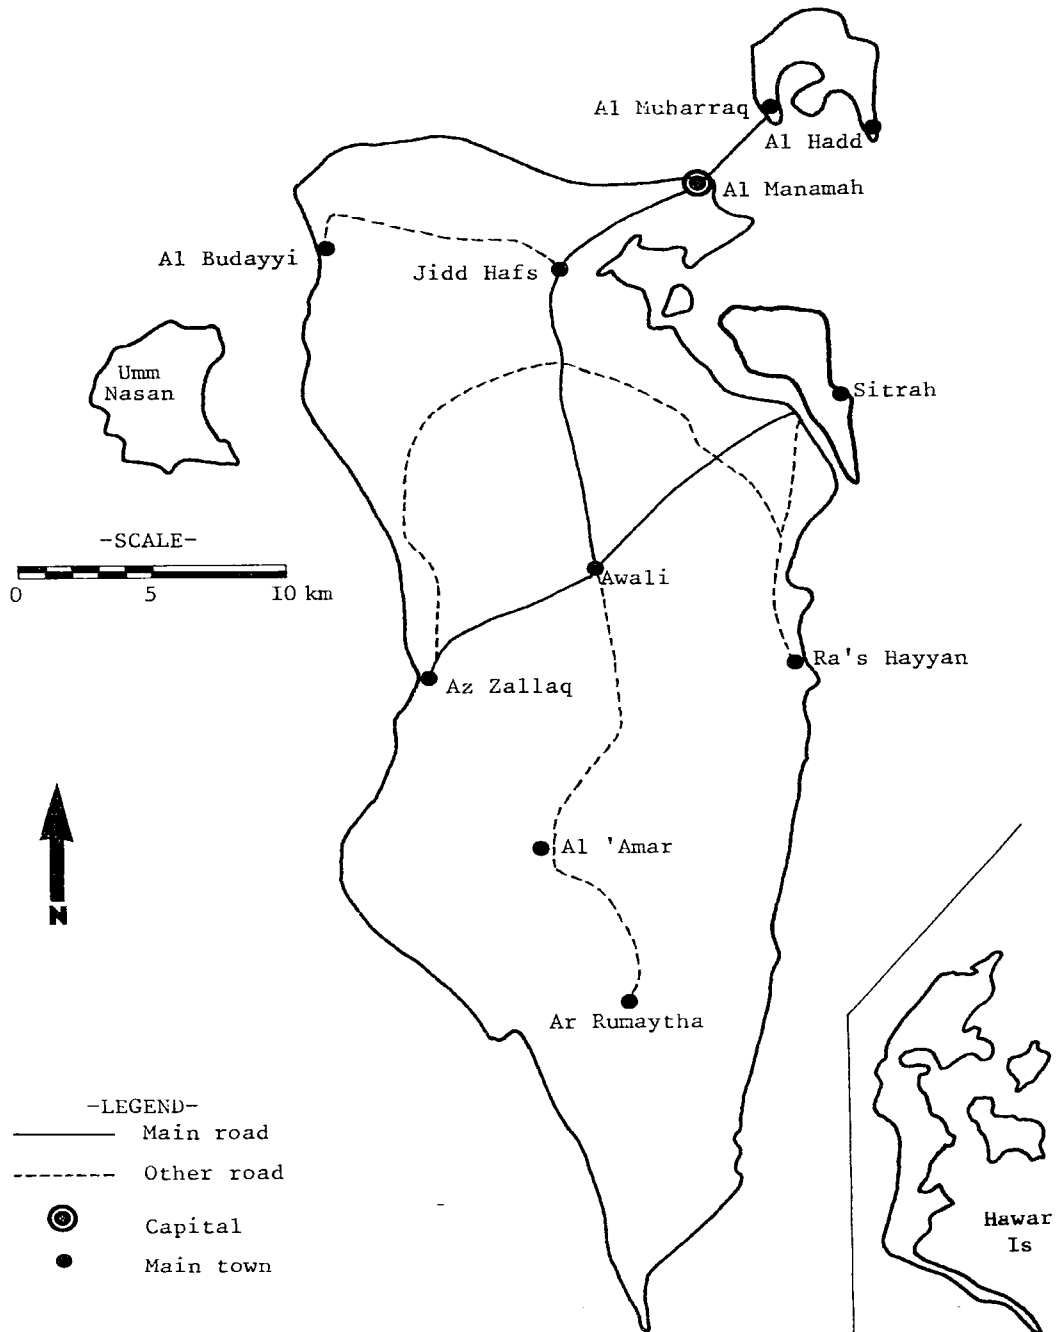 Al Muharraq
Al Hadd
Al Manamah
Al Budayyi
Jidd Hafs
Umm
Nasan
Sitrah
-SCALE-
0 5 10 km
Awali
Ra's Hayyan
Az Zallaq
N
Al 'Amar
Ar Rumaytha
-LEGEND-
Main road
Other road
Capital
Main town
Hawar
Is